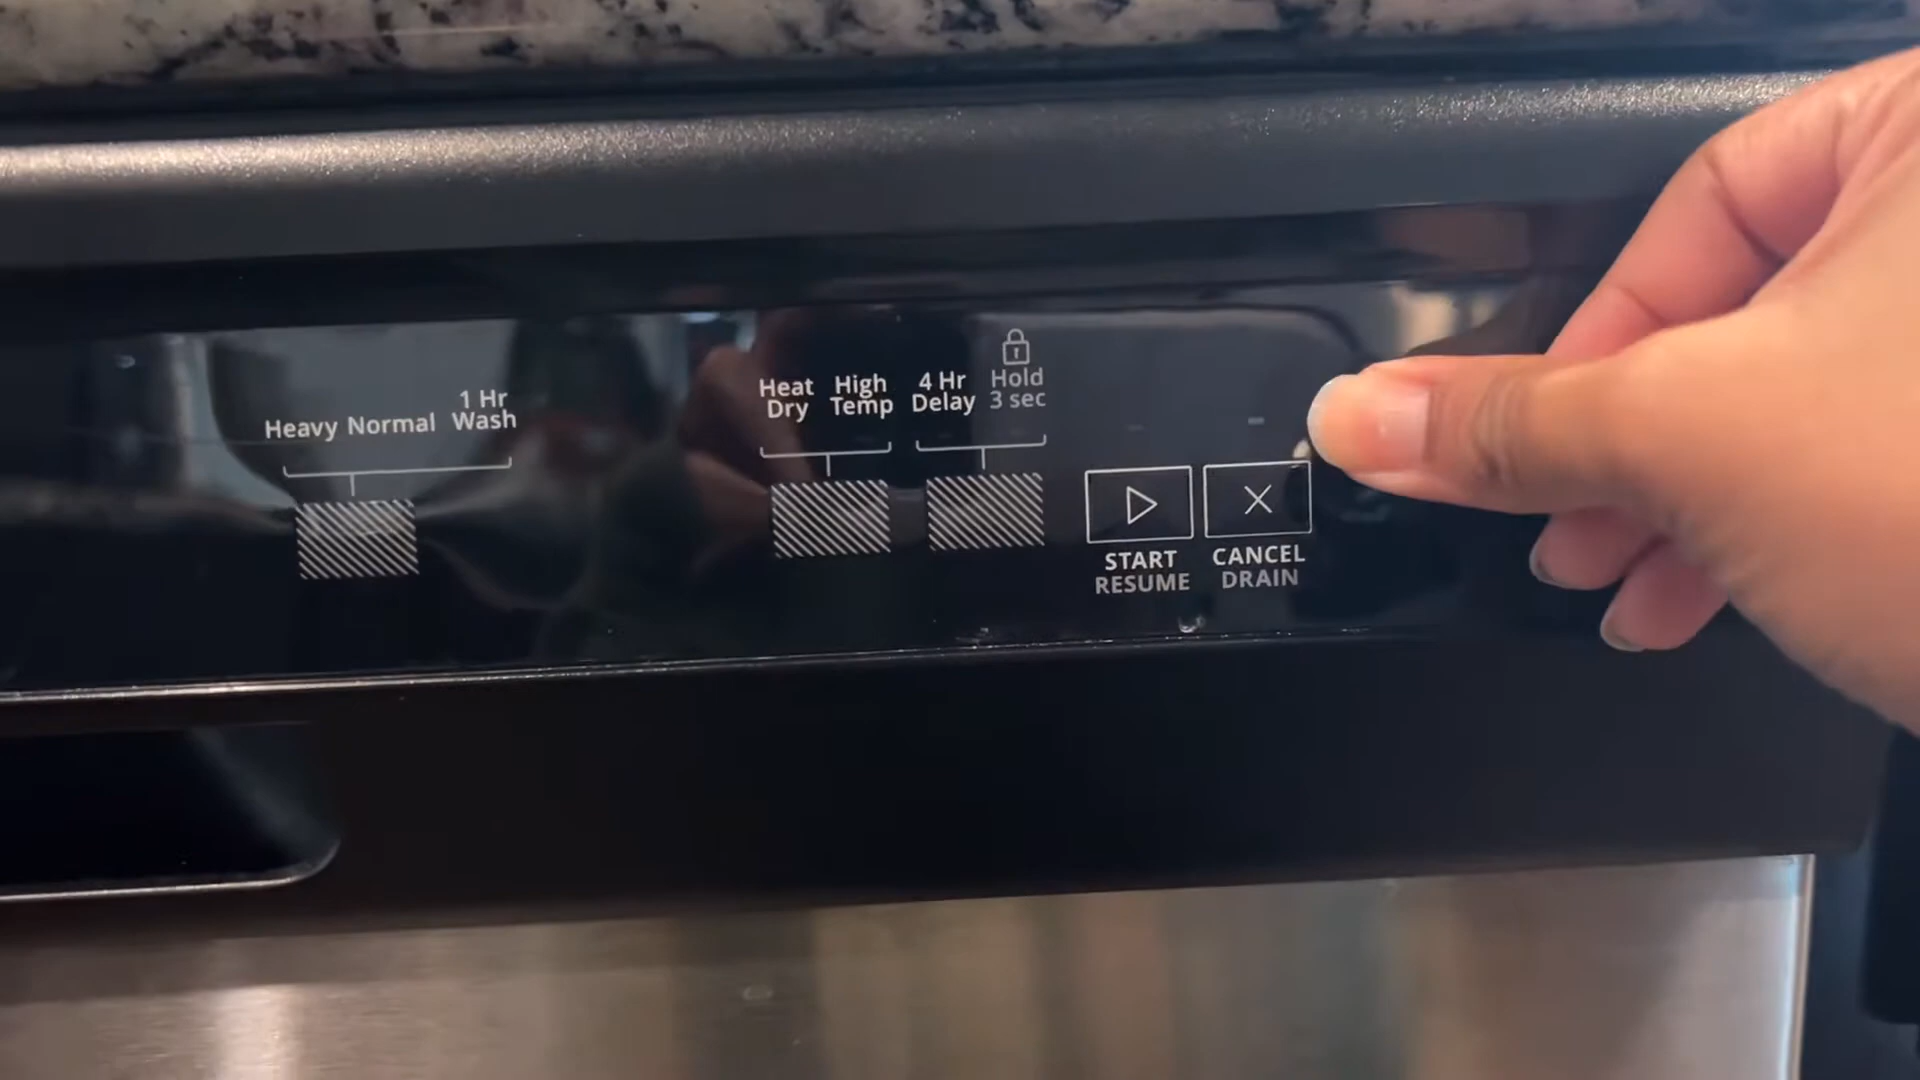 Heavy Normal 1 Hr Wash
Heat Dry
High Temp
4 Hr Delay
Hold 3 sec
START
RESUME
CANCEL
DRAIN